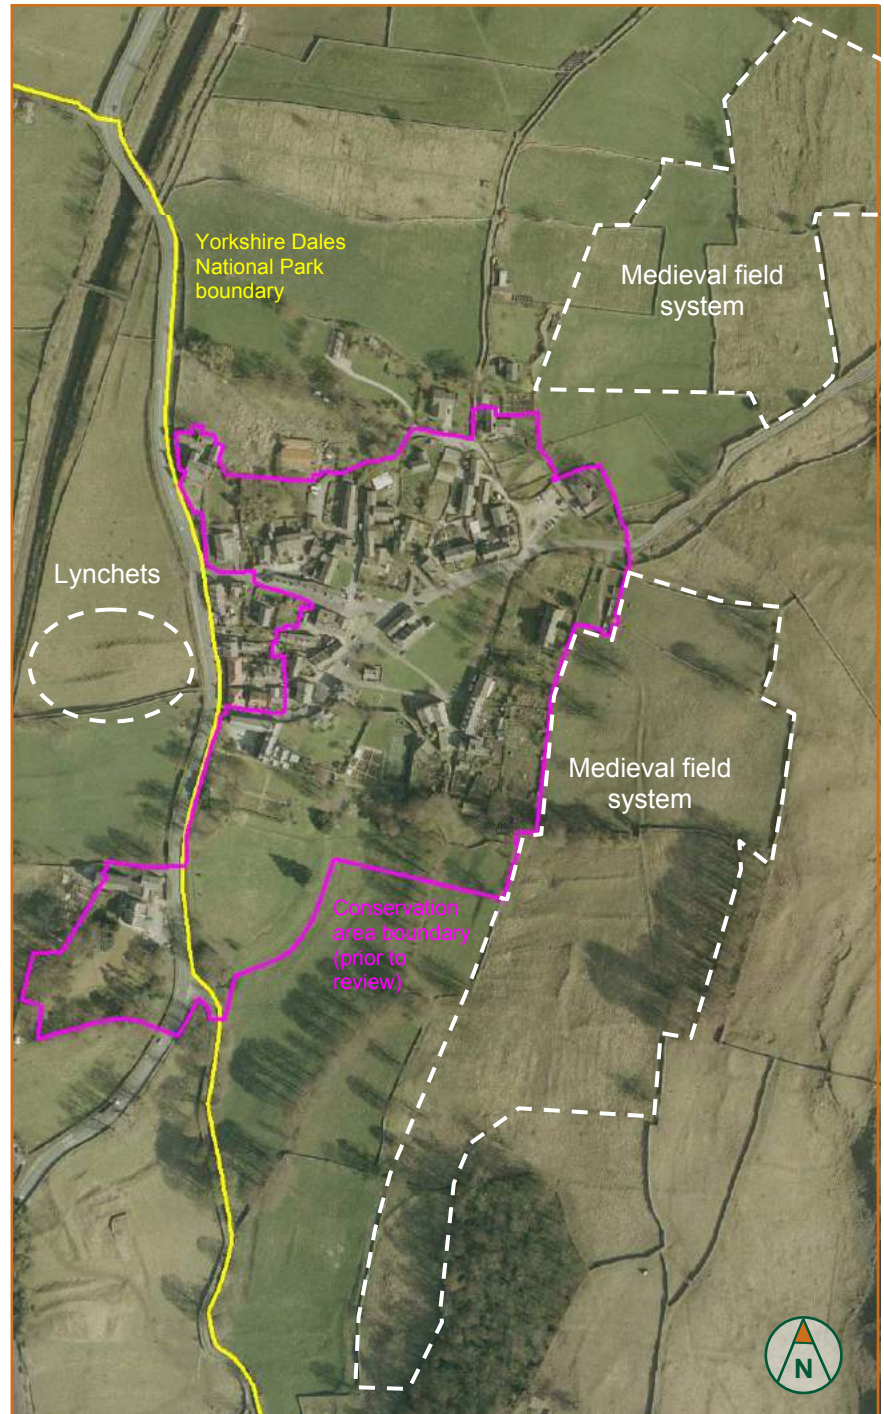 Yorkshire Dales
National Park
boundary
Medieval field
system
Lynchets
Medieval field
system
Conservation
area boundary
(prior to
review)
N